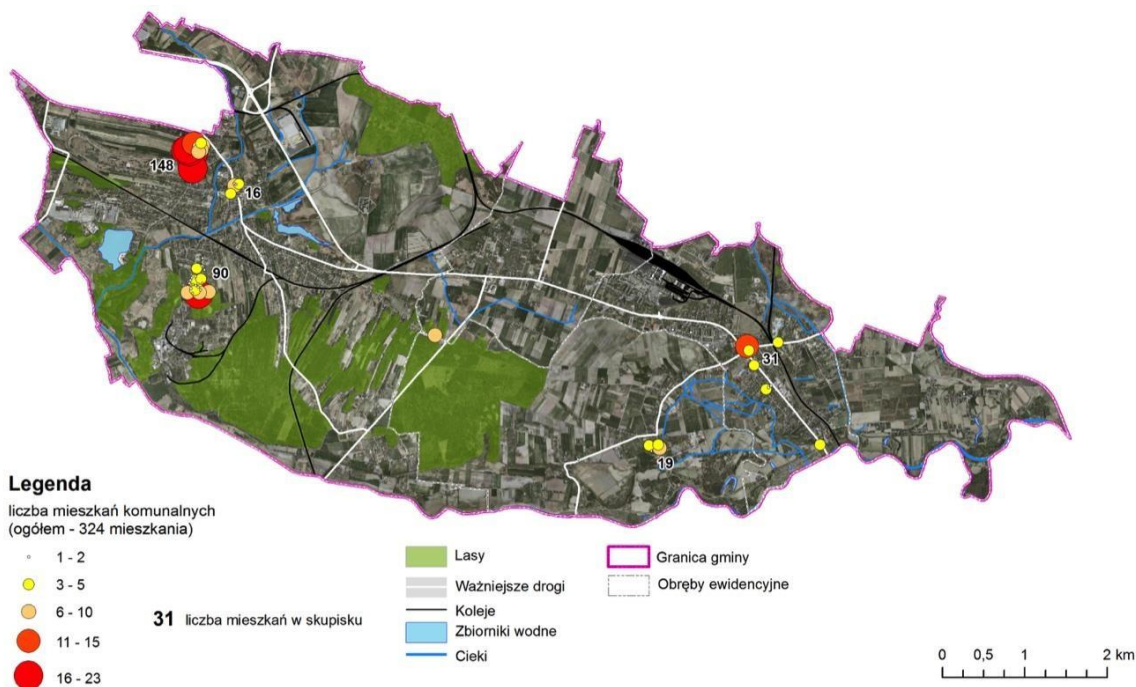 148
16
90
31
19
Legenda
liczba mieszkań komunalnych
(ogółem - 324 mieszkania)
1 - 2
3 - 5
6 - 10
11 - 15
16 - 23
31 liczba mieszkań w skupisku
Lasy
Ważniejsze drogi
Koleje
Zbiorniki wodne
Cieki
Granica gminy
Obręby ewidencyjne
0 0,5 1 2 km